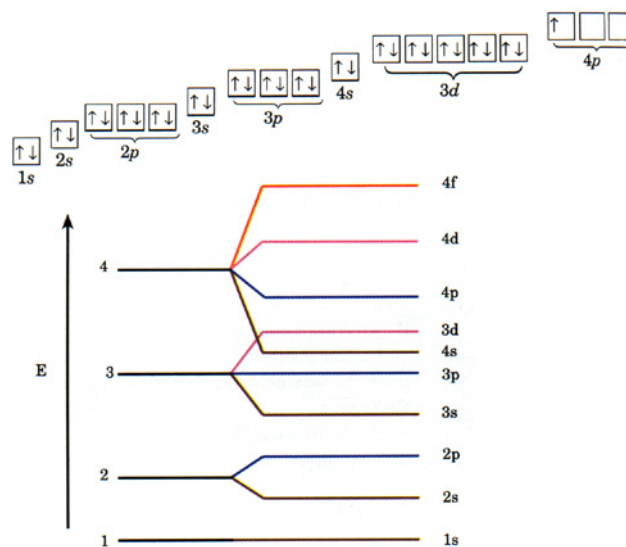 ↑↓ 1s
↑↓ 2s
↑↓ ↑↓ ↑↓ 2p
↑↓ 3s
↑↓ ↑↓ ↑↓ 3p
↑↓ 4s
↑↓ ↑↓ ↑↓ ↑↓ ↑↓ 3d
↑ 4p
4f
4d
4
4p
3d
4s
E
3
3p
3s
2p
2
2s
1
1s